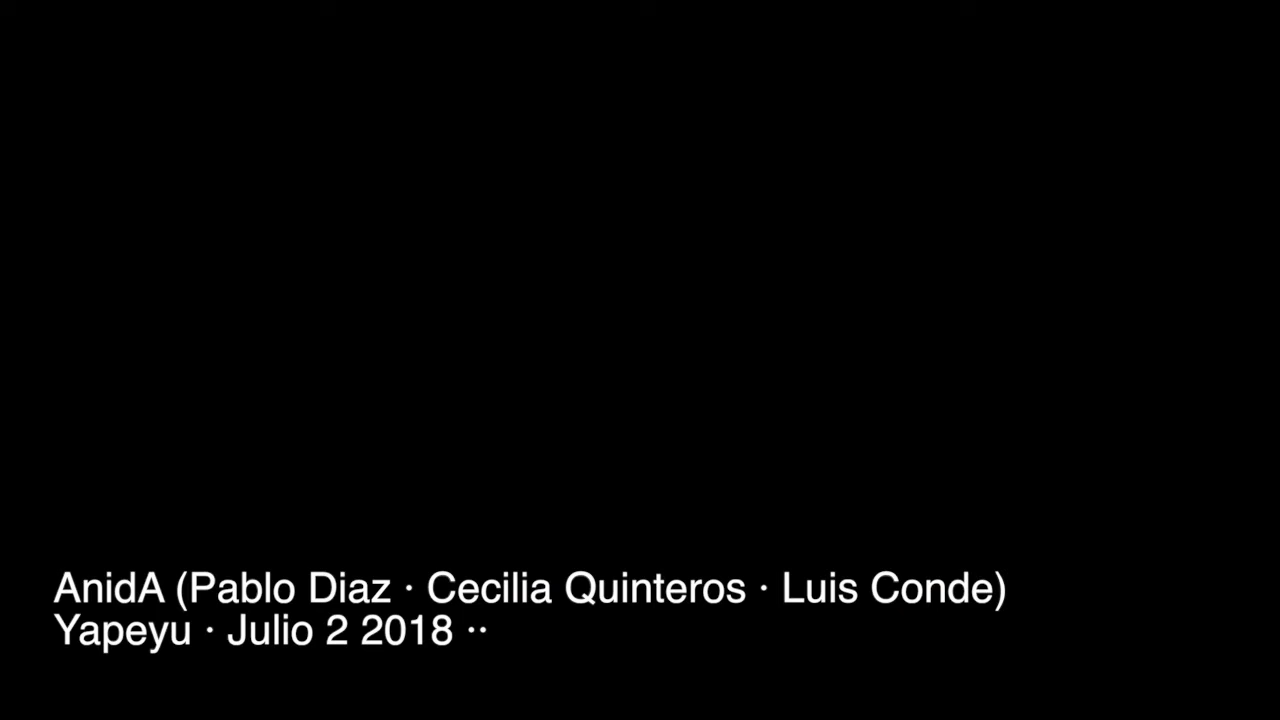 AnidA (Pablo Diaz · Cecilia Quinteros · Luis Conde)
Yapeyu · Julio 2 2018 ··